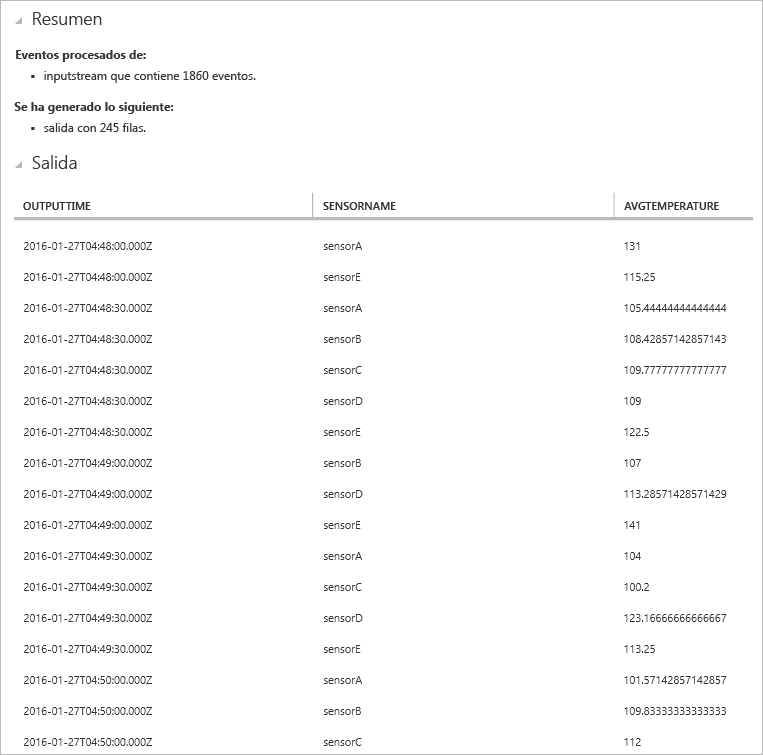 Resumen
Eventos procesados de:
▪ inputstream que contiene 1860 eventos.
Se ha generado lo siguiente:
▪ salida con 245 filas.
Salida
OUTPUTTIME SENSORNAME AVGTEMPERATURE
2016-01-27T04:48:00.000Z sensorA 131
2016-01-27T04:48:00.000Z sensorE 115.25
2016-01-27T04:48:30.000Z sensorA 105.44444444444444
2016-01-27T04:48:30.000Z sensorB 108.42857142857143
2016-01-27T04:48:30.000Z sensorC 109.77777777777777
2016-01-27T04:48:30.000Z sensorD 109
2016-01-27T04:48:30.000Z sensorE 122.5
2016-01-27T04:49:00.000Z sensorB 107
2016-01-27T04:49:00.000Z sensorD 113.28571428571429
2016-01-27T04:49:00.000Z sensorE 141
2016-01-27T04:49:30.000Z sensorA 104
2016-01-27T04:49:30.000Z sensorC 100.2
2016-01-27T04:49:30.000Z sensorD 123.16666666666667
2016-01-27T04:49:30.000Z sensorE 113.25
2016-01-27T04:50:00.000Z sensorA 101.57142857142857
2016-01-27T04:50:00.000Z sensorB 109.83333333333333
2016-01-27T04:50:00.000Z sensorC 112